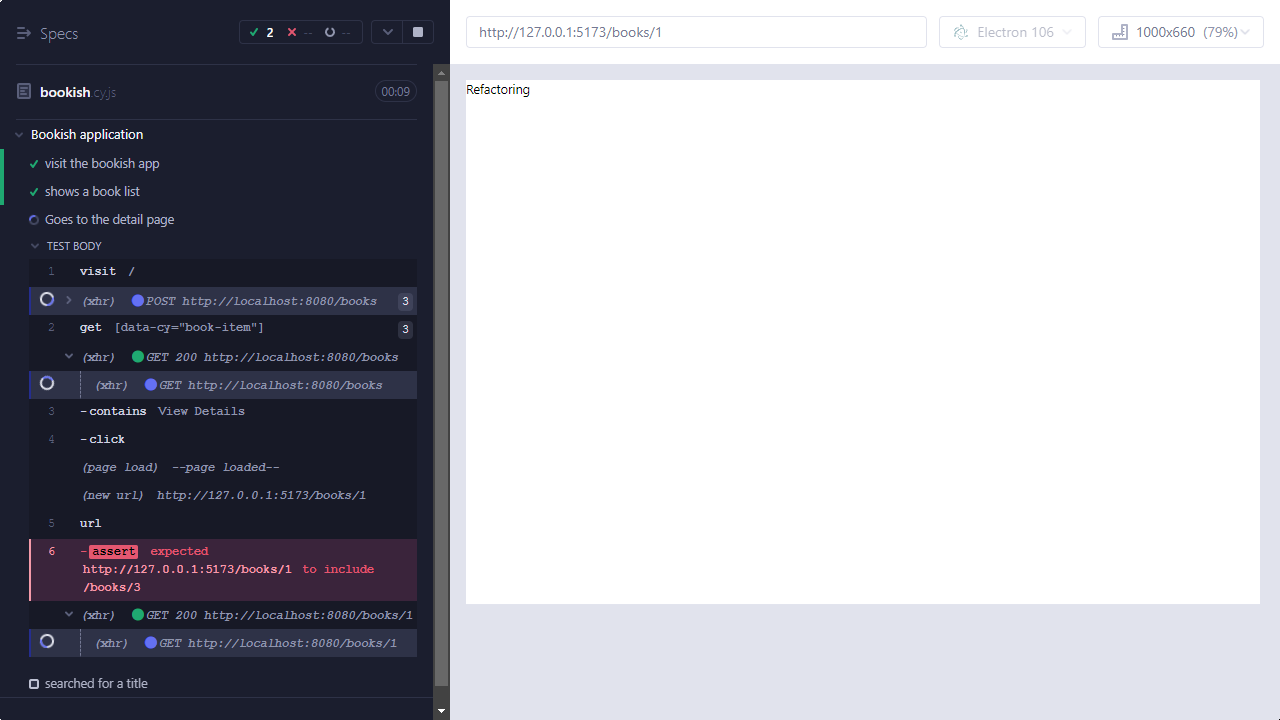 Specs
2
--
--
http://127.0.0.1:5173/books/1
Electron 106
1000x660 (79%)
bookish.cy.js
00:09
Refactoring
Bookish application
visit the bookish app
shows a book list
Goes to the detail page
TEST BODY
1 visit /
(xhr) POST http://localhost:8080/books 3
2 get [data-cy="book-item"] 3
(xhr) GET 200 http://localhost:8080/books
(xhr) GET http://localhost:8080/books
3 -contains View Details
4 -click
(page load) --page loaded--
(new url) http://127.0.0.1:5173/books/1
5 url
6 -assert expected
http://127.0.0.1:5173/books/1 to include
/books/3
(xhr) GET 200 http://localhost:8080/books/1
(xhr) GET http://localhost:8080/books/1
searched for a title